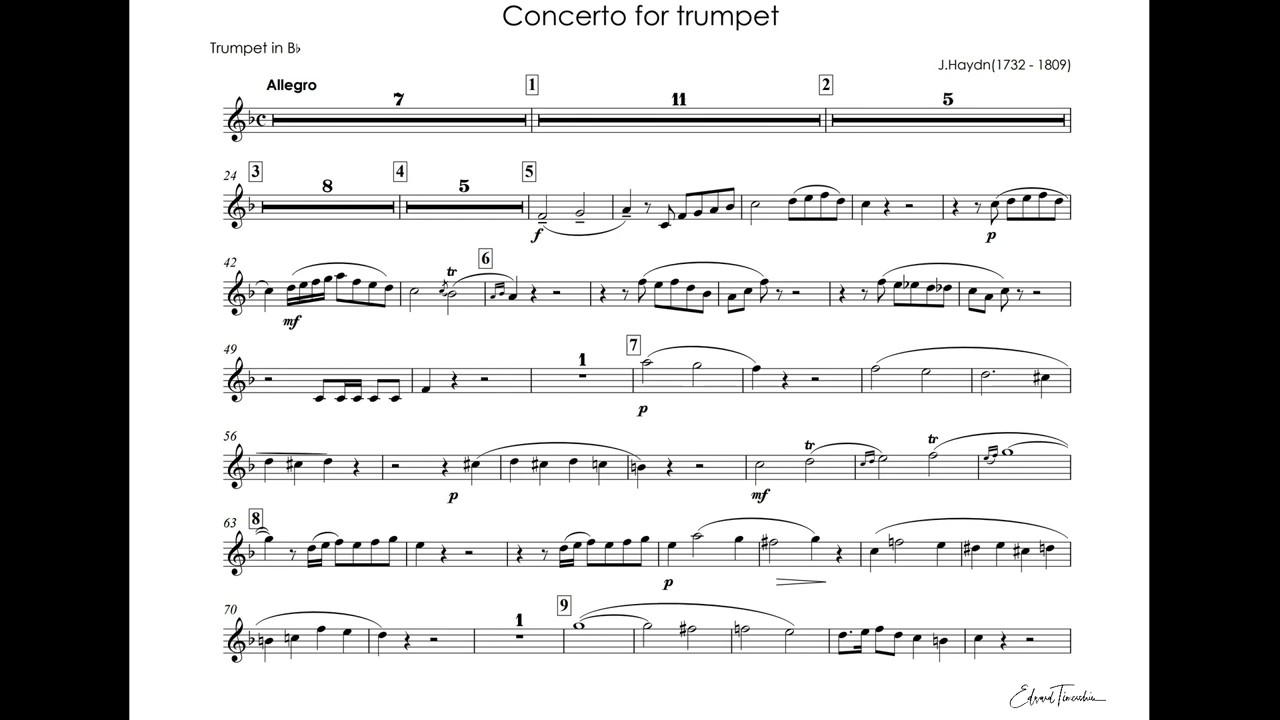 Concerto for trumpet
Trumpet in B♭
J.Haydn(1732 - 1809)
Allegro
1
2
7
11
5
3
4
5
24
8
5
f
p
42
tr
6
mf
49
1
7
p
56
tr
tr
p
mf
63
8
p
70
1
9